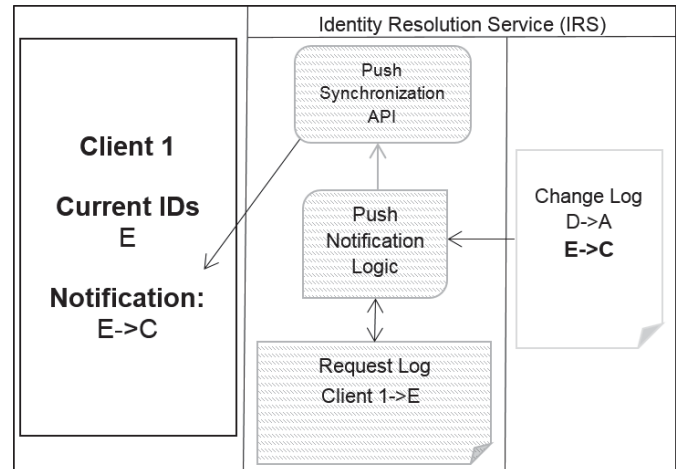 Identity Resolution Service (IRS)
Client 1
Current IDs
E
Notification:
E->C
Push
Synchronization
API
Push
Notification
Logic
Request Log
Client 1->E
Change Log
D->A
E->C